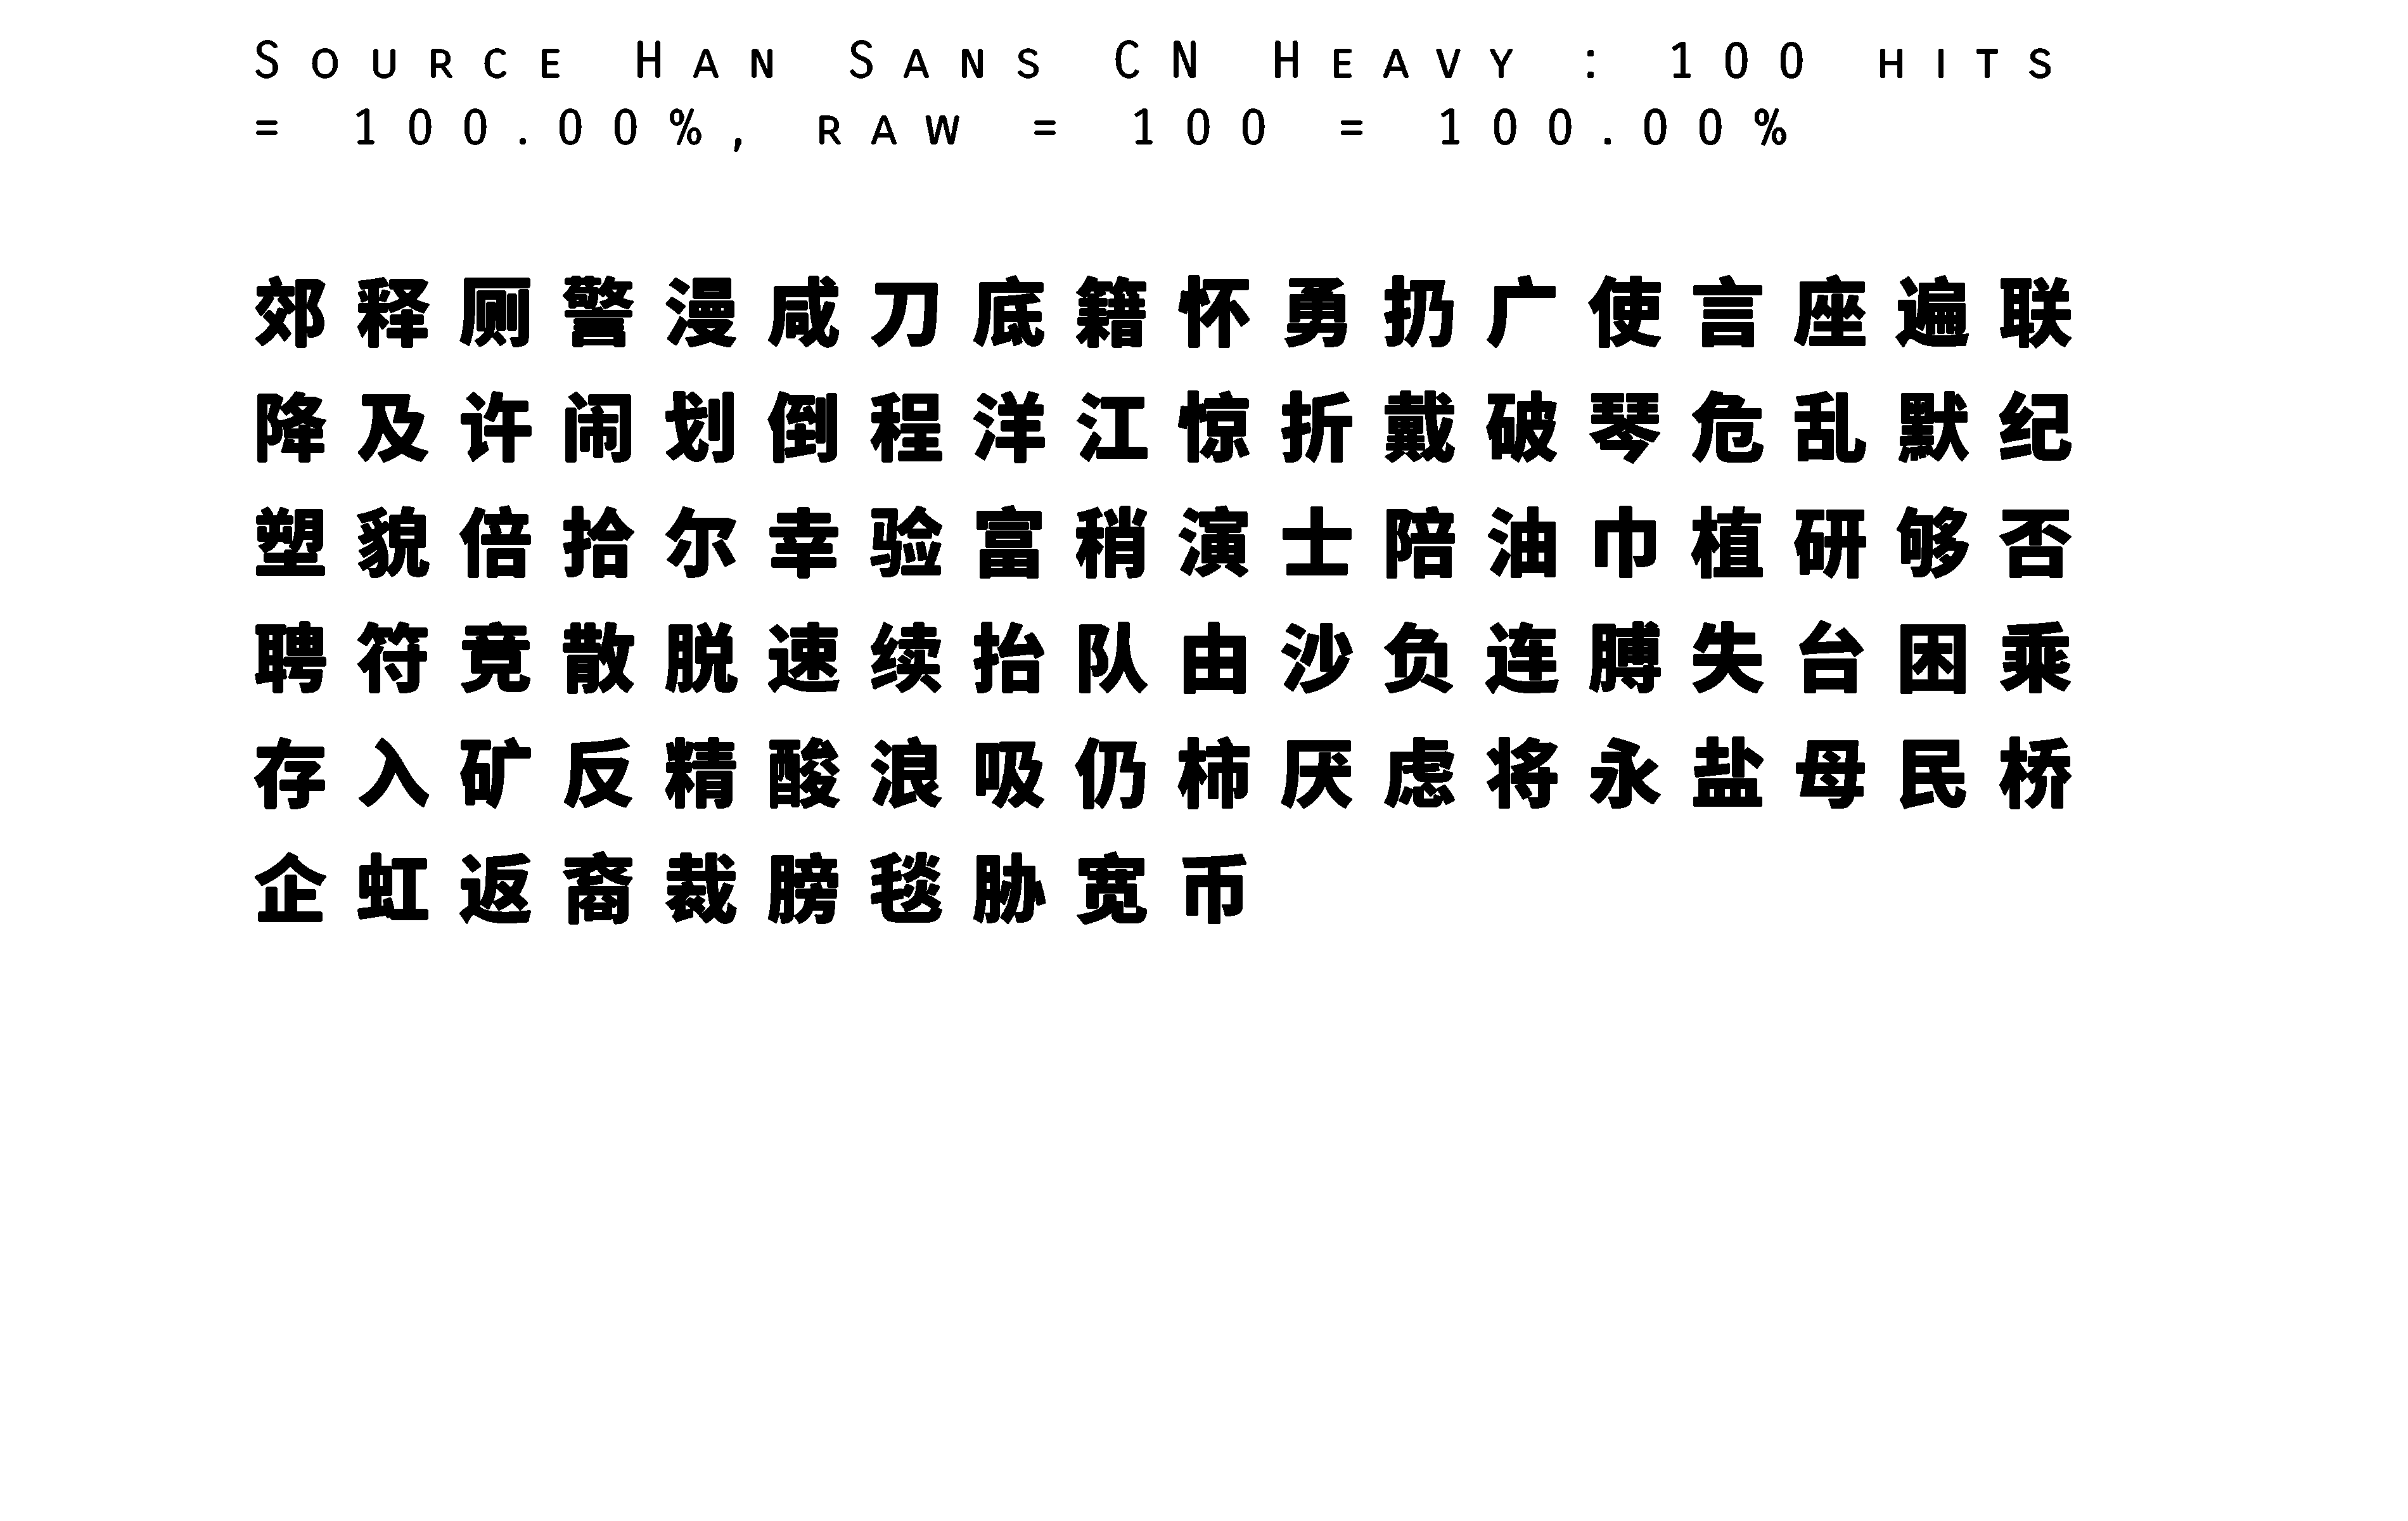 Source Han Sans CN Heavy : 100 hits
= 100.00%, raw = 100 = 100.00%
郊释厕警漫咸刀底籍怀勇扔广使言座遍联
降及许闹划倒程洋江惊折戴破琴危乱默纪
塑貌倍拾尔幸验富稍演士陪油巾植研够否
聘符竞散脱速续抬队由沙负连膊失台困乘
存入矿反精酸浪吸仍柿厌虑将永盐母民桥
企虹返裔裁膀毯胁宽币